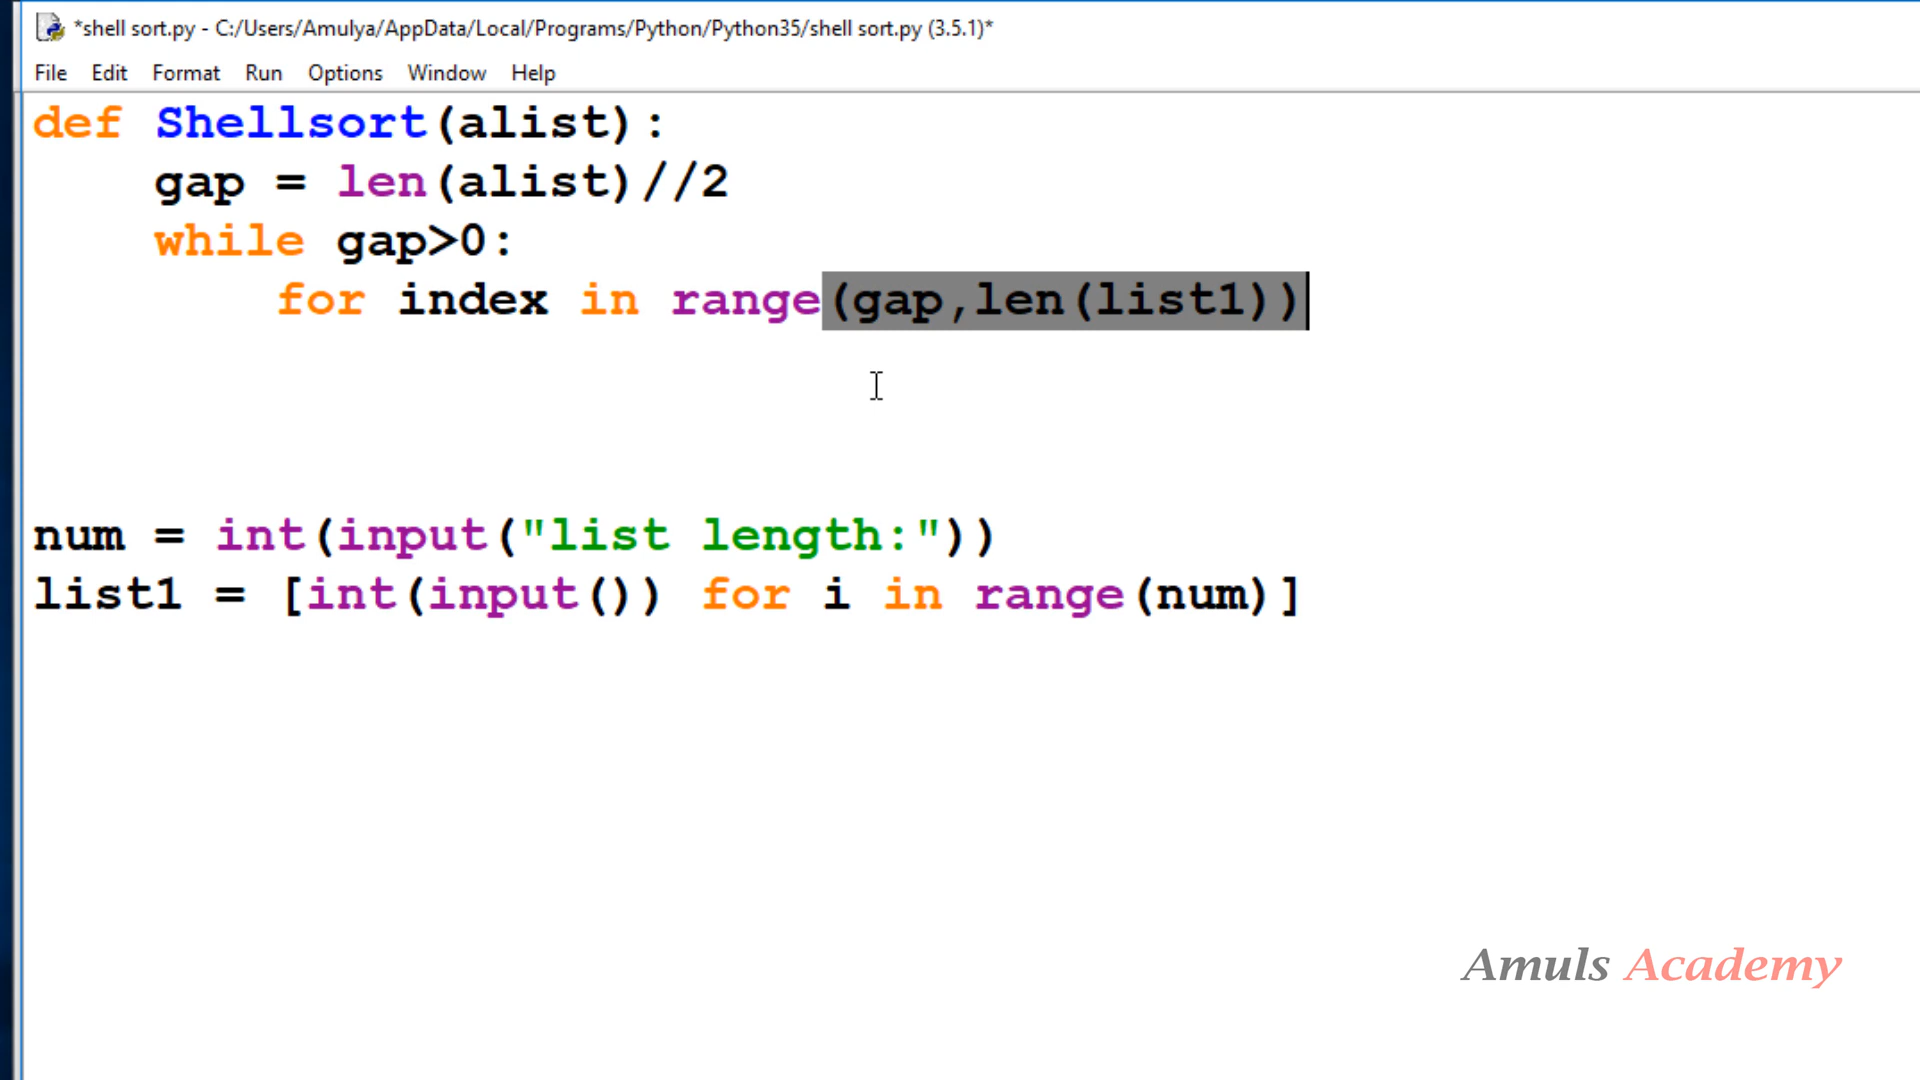 *shell sort.py - C:/Users/Amulya/AppData/Local/Programs/Python/Python35/shell sort.py (3.5.1)*
File Edit Format Run Options Window Help
def Shellsort(alist):
    gap = len(alist)//2
    while gap>0:
        for index in range(gap,len(list1))
num = int(input("list length:"))
list1 = [int(input()) for i in range(num)]
Amuls Academy